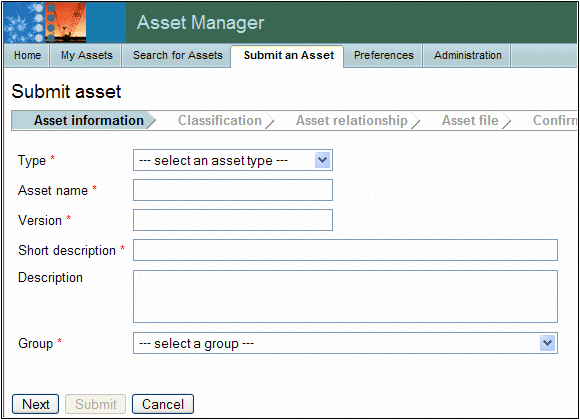 Asset Manager
Home My Assets Search for Assets Submit an Asset Preferences Administration
Submit asset
Asset information Classification Asset relationship Asset file Confirm
Type * --- select an asset type ---
Asset name *
Version *
Short description *
Description
Group * --- select a group ---
Next Submit Cancel